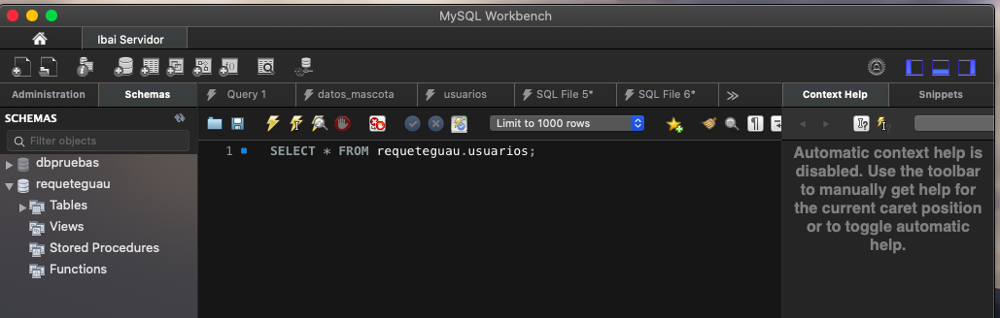 MySQL Workbench
Ibai Servidor
Administration Schemas Query 1 datos_mascota usuarios SQL File 5* SQL File 6* Context Help Snippets
SCHEMAS
Limit to 1000 rows
Filter objects
1 SELECT * FROM requeteguau.usuarios;
dbpruebas
requeteguau
Tables
Views
Stored Procedures
Functions
Automatic context help is
disabled. Use the toolbar
to manually get help for
the current caret position
or to toggle automatic
help.